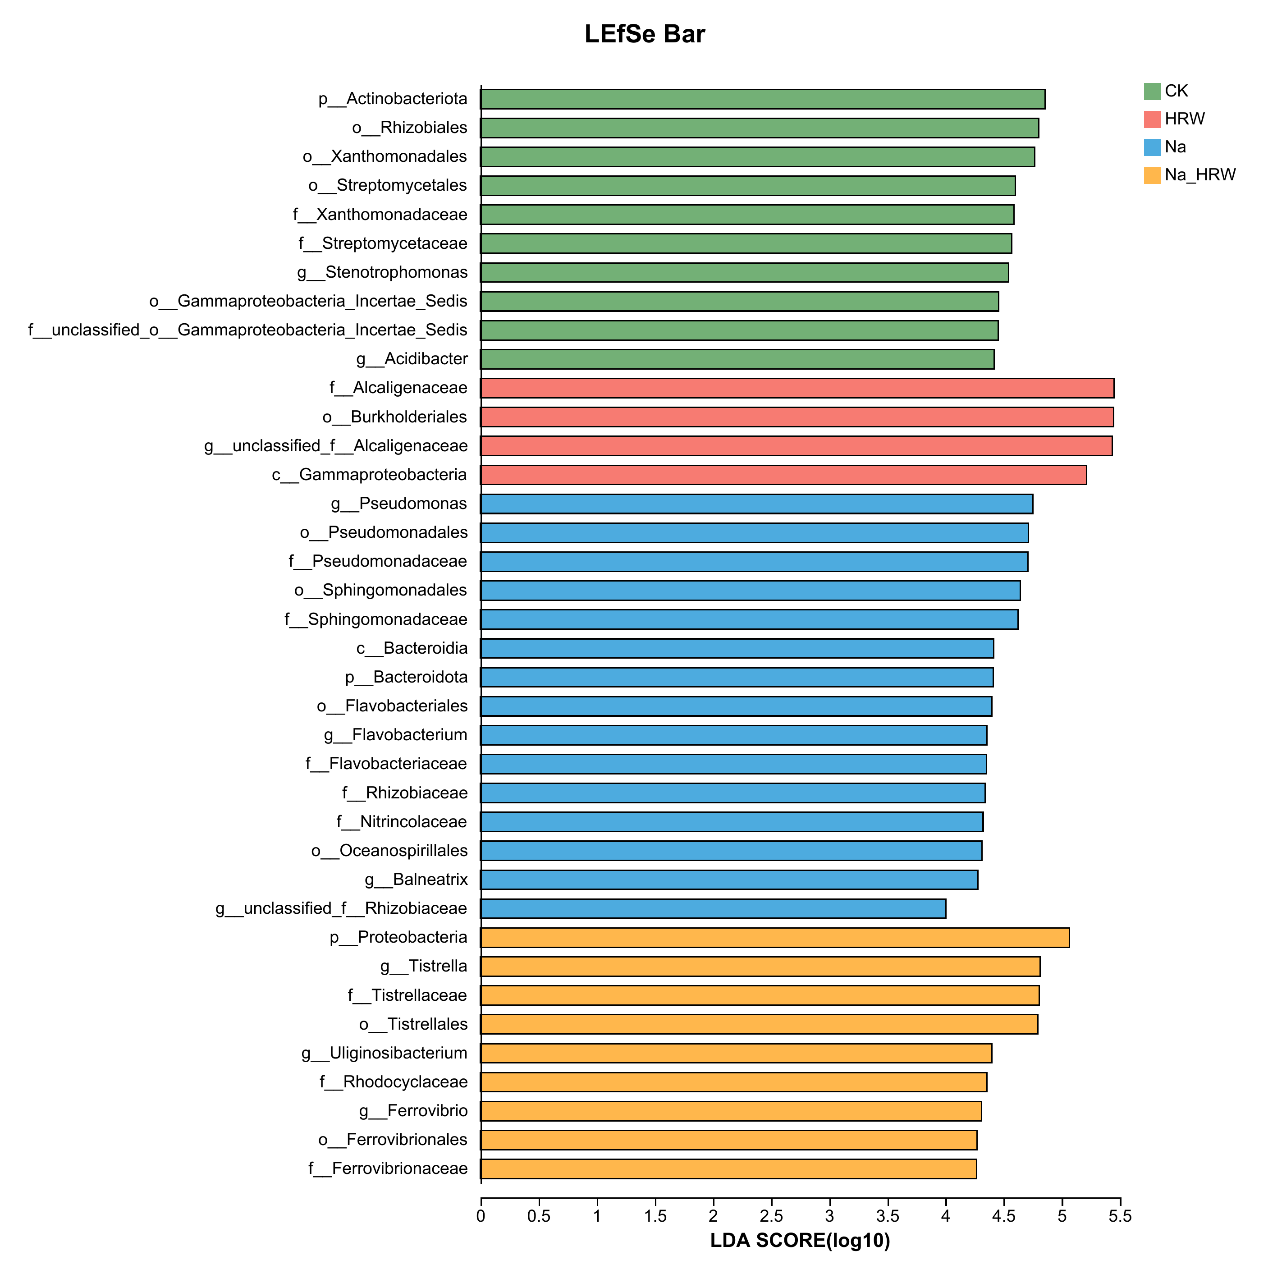 LEfSe Bar
p__Actinobacteriota
o__Rhizobiales
o__Xanthomonadales
o__Streptomycetales
f__Xanthomonadaceae
f__Streptomycetaceae
g__Stenotrophomonas
o__Gammaproteobacteria_Incertae_Sedis
f__unclassified_o__Gammaproteobacteria_Incertae_Sedis
g__Acidibacter
f__Alcaligenaceae
o__Burkholderiales
g__unclassified_f__Alcaligenaceae
c__Gammaproteobacteria
g__Pseudomonas
o__Pseudomonadales
f__Pseudomonadaceae
o__Sphingomonadales
f__Sphingomonadaceae
c__Bacteroidia
p__Bacteroidota
o__Flavobacteriales
g__Flavobacterium
f__Flavobacteriaceae
f__Rhizobiaceae
f__Nitrincolaceae
o__Oceanospirillales
g__Balneatrix
g__unclassified_f__Rhizobiaceae
p__Proteobacteria
g__Tistrella
f__Tistrellaceae
o__Tistrellales
g__Uliginosibacterium
f__Rhodocyclaceae
g__Ferrovibrio
o__Ferrovibrionales
f__Ferrovibrionaceae
0 0.5 1 1.5 2 2.5 3 3.5 4 4.5 5 5.5
LDA SCORE(log10)
CK
HRW
Na
Na_HRW